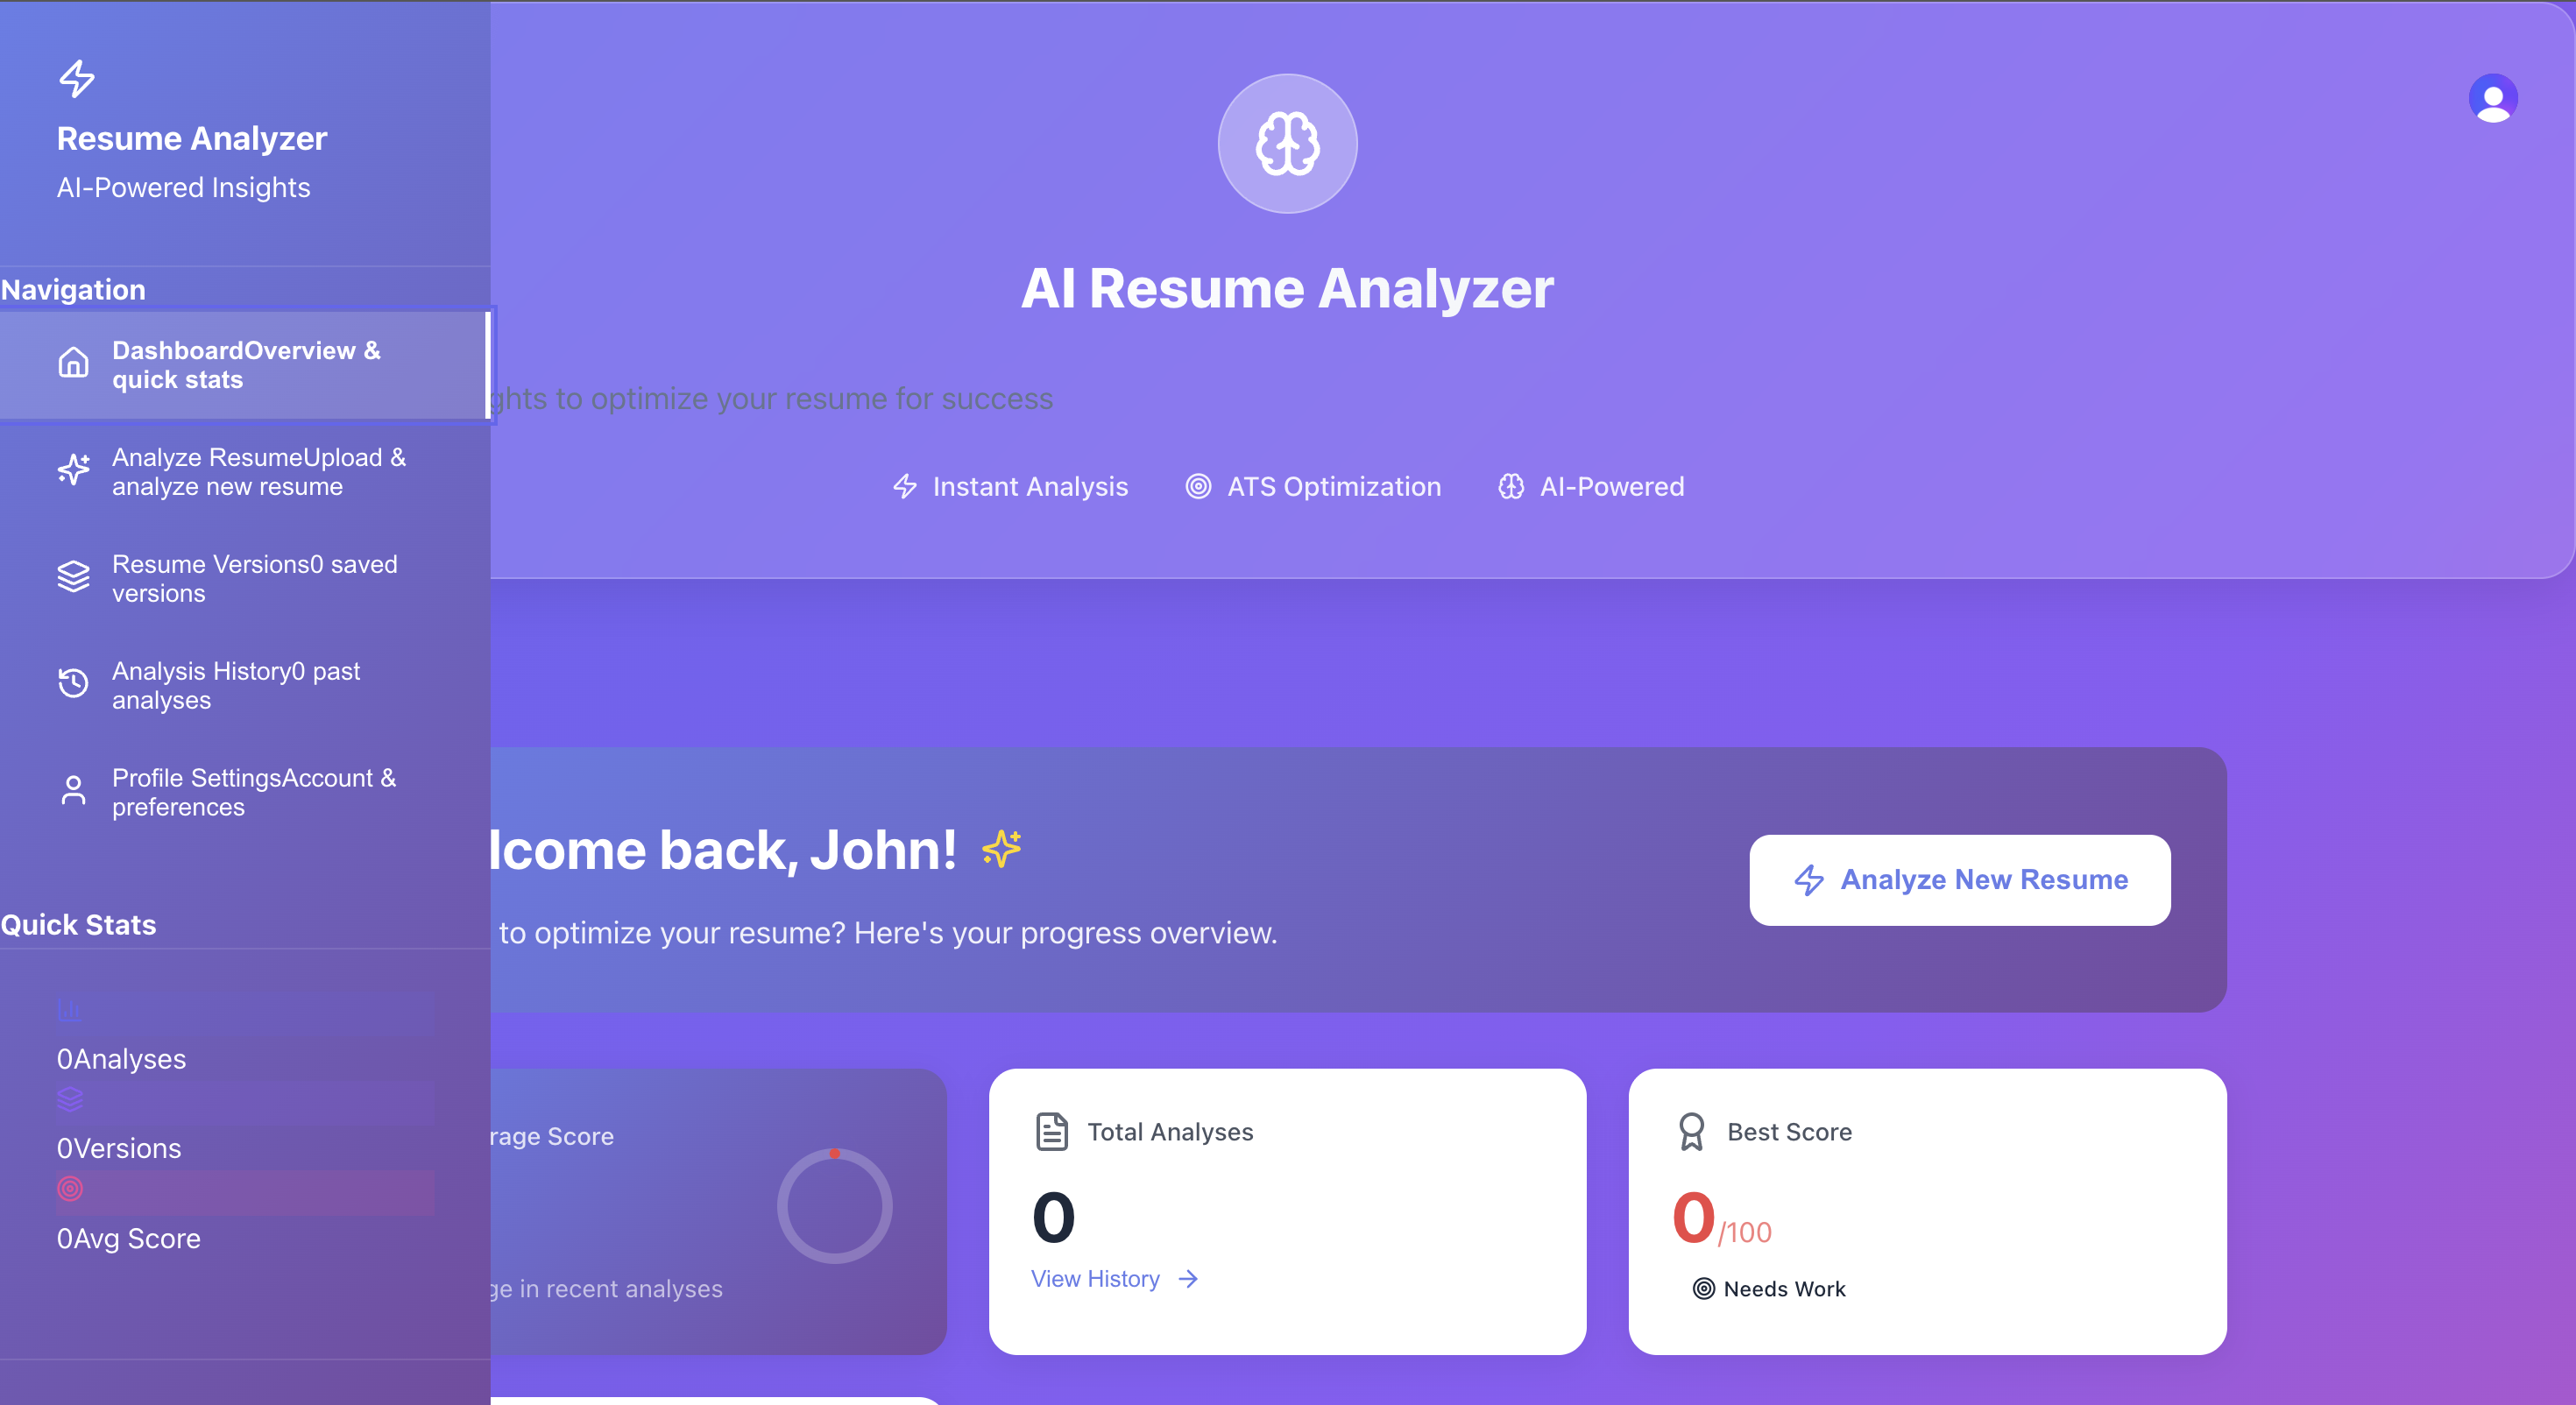 Resume Analyzer
AI-Powered Insights
Navigation
DashboardOverview &
quick stats
Analyze ResumeUpload &
analyze new resume
Resume Versions0 saved
versions
Analysis History0 past
analyses
Profile SettingsAccount &
preferences
Quick Stats
0Analyses
0Versions
0Avg Score
AI Resume Analyzer
ghts to optimize your resume for success
Instant Analysis
ATS Optimization
AI-Powered
lcome back, John!
to optimize your resume? Here's your progress overview.
Analyze New Resume
rage Score
ge in recent analyses
Total Analyses
0
View History
Best Score
0/100
Needs Work